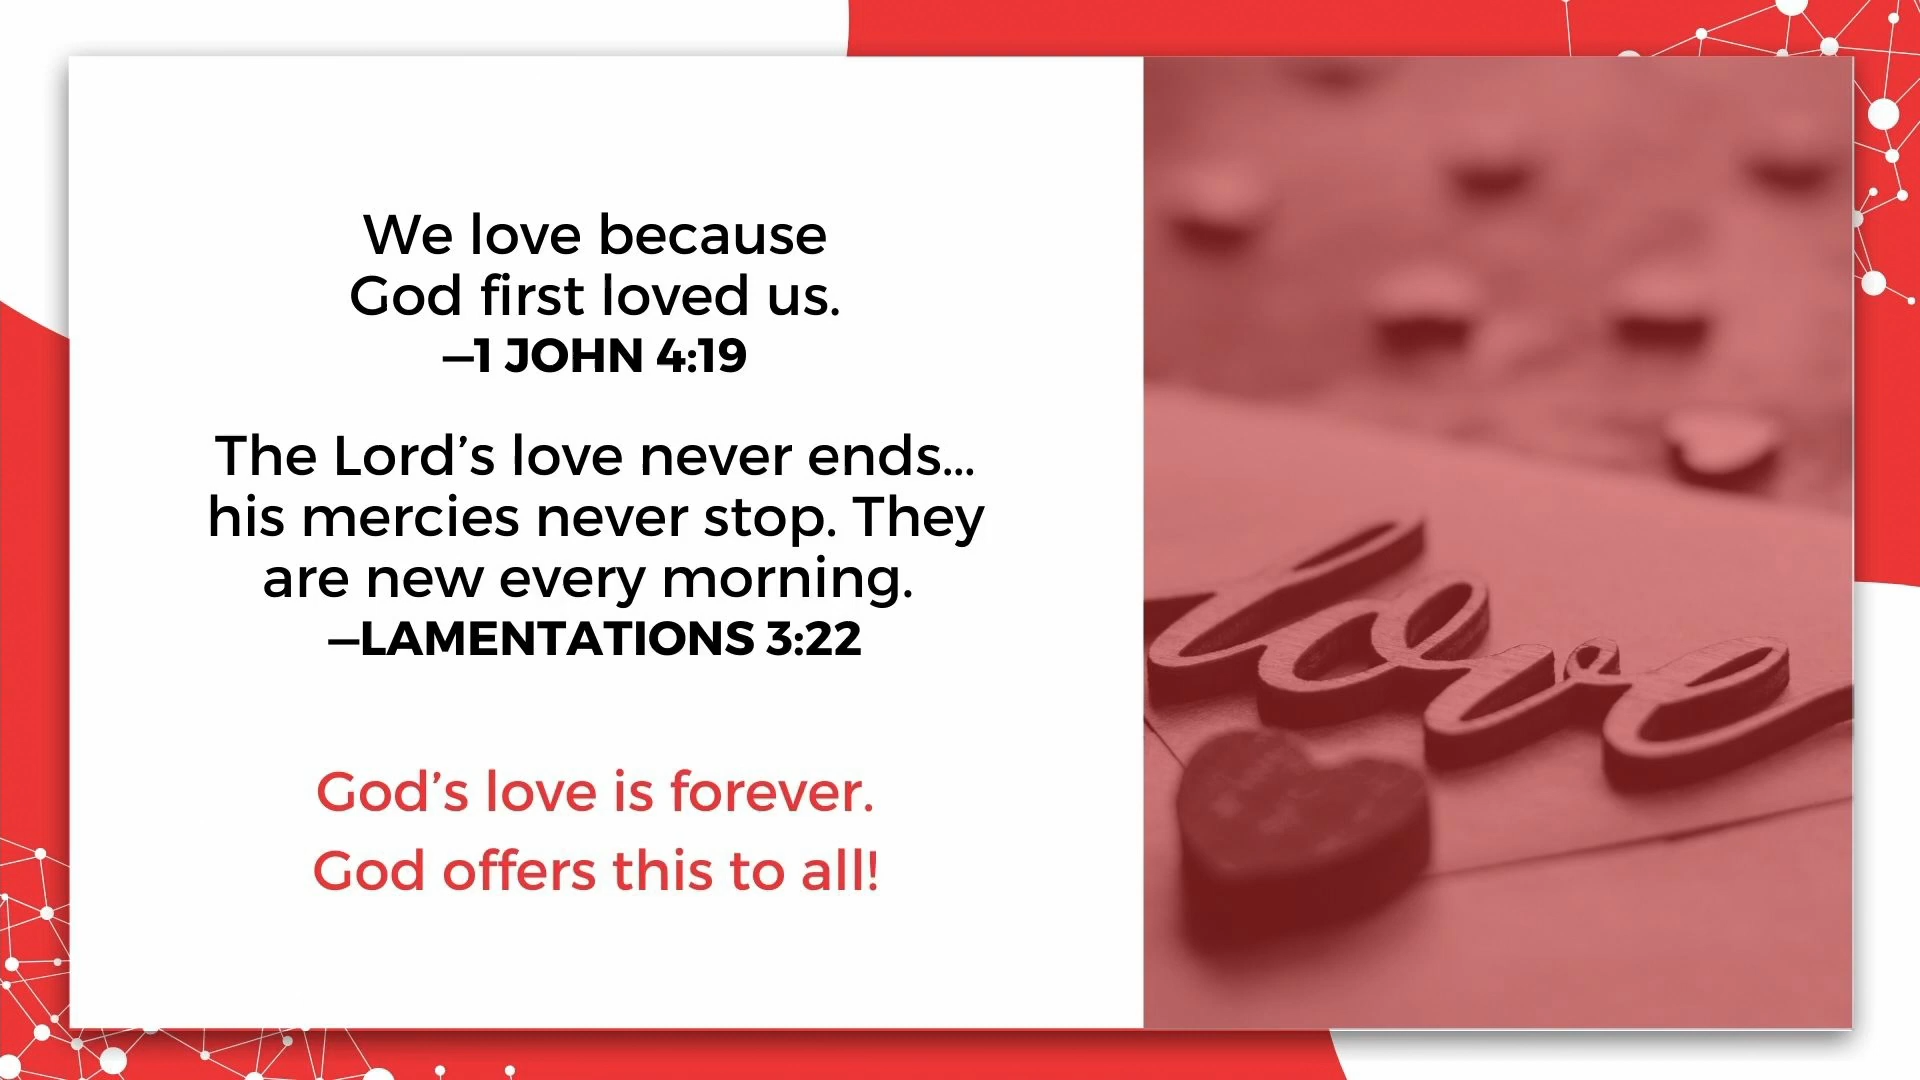 We love because
God first loved us.
—1 JOHN 4:19
The Lord’s love never ends...
his mercies never stop. They
are new every morning.
—LAMENTATIONS 3:22
God’s love is forever.
God offers this to all!
love